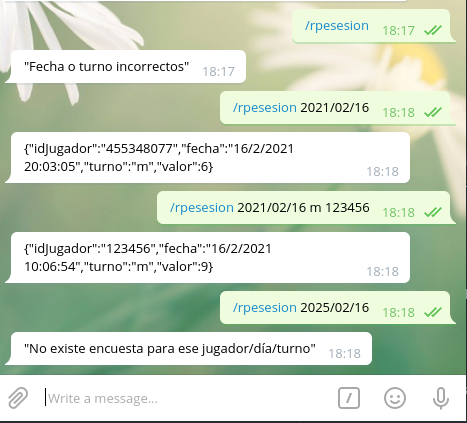 /rpesesion 18:17
"Fecha o turno incorrectos" 18:17
/rpesesion 2021/02/16 18:18
{"idJugador":"455348077","fecha":"16/2/2021
20:03:05","turno":"m","valor":6}
18:18
/rpesesion 2021/02/16 m 123456 18:18
{"idJugador":"123456","fecha":"16/2/2021
10:06:54","turno":"m","valor":9}
18:18
/rpesesion 2025/02/16 18:18
"No existe encuesta para ese jugador/día/turno" 18:18
Write a message...